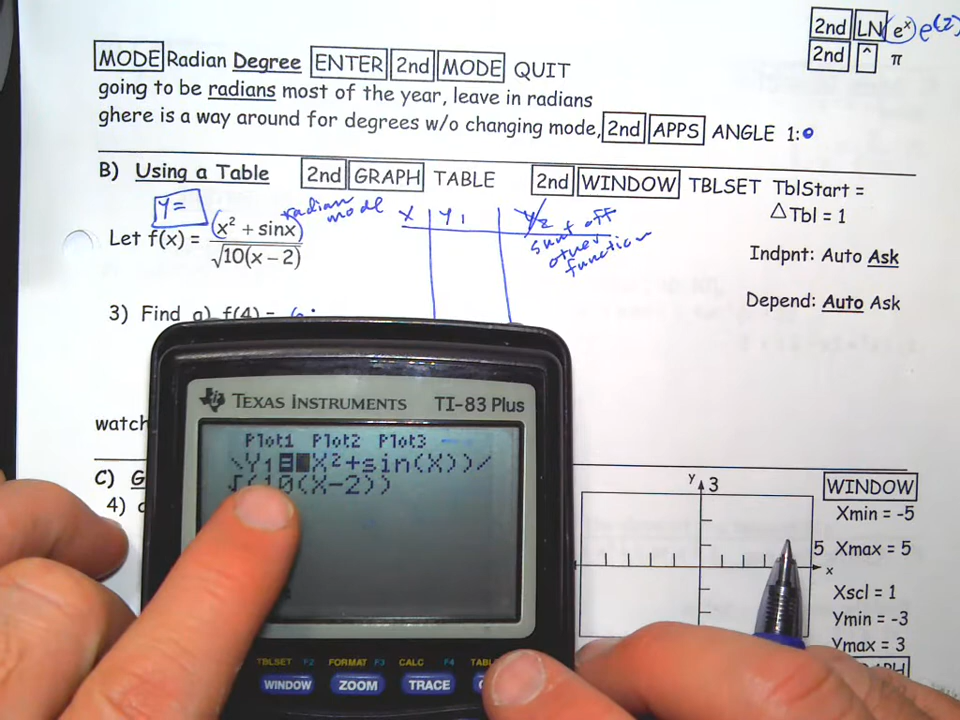 2nd LN e^x e^(2)
2nd ^ π
MODE Radian Degree ENTER 2nd MODE QUIT
going to be radians most of the year, leave in radians
ghere is a way around for degrees w/o changing mode, 2nd APPS ANGLE 1:°
B) Using a Table 2nd GRAPH TABLE 2nd WINDOW TBLSET TblStart =
ΔTbl = 1
Y=
radian mode
X Y₁ Y₂
other function
Let f(x) = (x² + sinx) / √10(x – 2)
Indpnt: Auto Ask
Depend: Auto Ask
3) Find a) f(4) =
watch
TEXAS INSTRUMENTS TI-83 Plus
Plot1 Plot2 Plot3
\Y₁=█X²+sin(X))/
√(10(X-2))
C) G
4)
y 3
5
x
WINDOW
Xmin = -5
Xmax = 5
Xscl = 1
Ymin = -3
Ymax = 3
TBLSET F2 FORMAT F3 CALC F4
WINDOW ZOOM TRACE